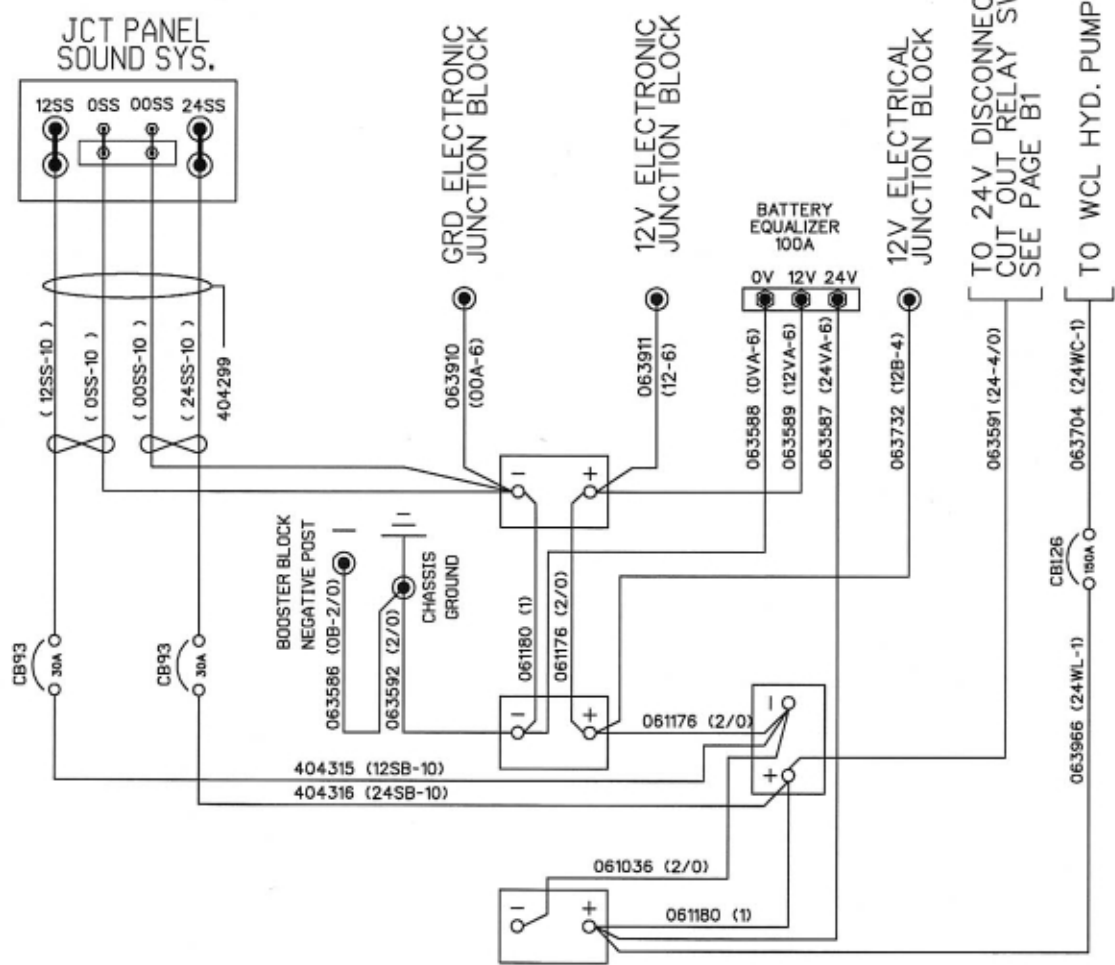 JCT PANEL
SOUND SYS.
12SS 0SS 00SS 24SS
( 12SS-10 )
( 0SS-10 )
( 00SS-10 )
( 24SS-10 )
404299
GRD ELECTRONIC
JUNCTION BLOCK
12V ELECTRONIC
JUNCTION BLOCK
BATTERY
EQUALIZER
100A
0V 12V 24V
12V ELECTRICAL
JUNCTION BLOCK
CUT OUT RELAY
TO 24V
SEE PAGE B1
TO WCL HYD. PUMP
063910
(00A-6)
063911
(12-6)
063588 (0VA-6)
063589 (12VA-6)
063587 (24VA-6)
063732 (12B-4)
063591 (24-4/0)
063704 (24WC-1)
- +
BOOSTER BLOCK
NEGATIVE POST
-
CHASSIS
GROUND
063586 (0B-2/0)
063592 (2/0)
061180 (1)
061176 (2/0)
CB126
150A
063966 (24WL-1)
CB93
30A
CB93
30A
- +
061176 (2/0)
-
+
404315 (12SB-10)
404316 (24SB-10)
061036 (2/0)
- +
061180 (1)